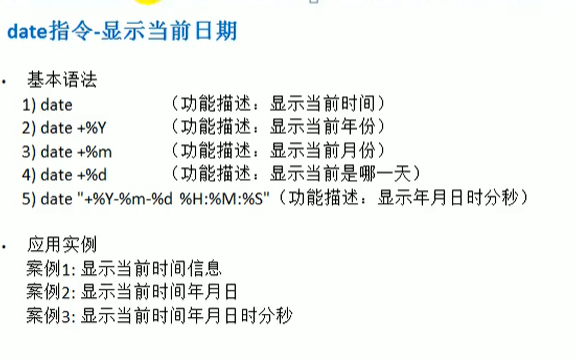 date指令-显示当前日期
• 基本语法
1) date （功能描述：显示当前时间）
2) date +%Y （功能描述：显示当前年份）
3) date +%m （功能描述：显示当前月份）
4) date +%d （功能描述：显示当前是哪一天）
5) date "+%Y-%m-%d %H:%M:%S"（功能描述：显示年月日时分秒）
• 应用实例
案例1: 显示当前时间信息
案例2: 显示当前时间年月日
案例3: 显示当前时间年月日时分秒